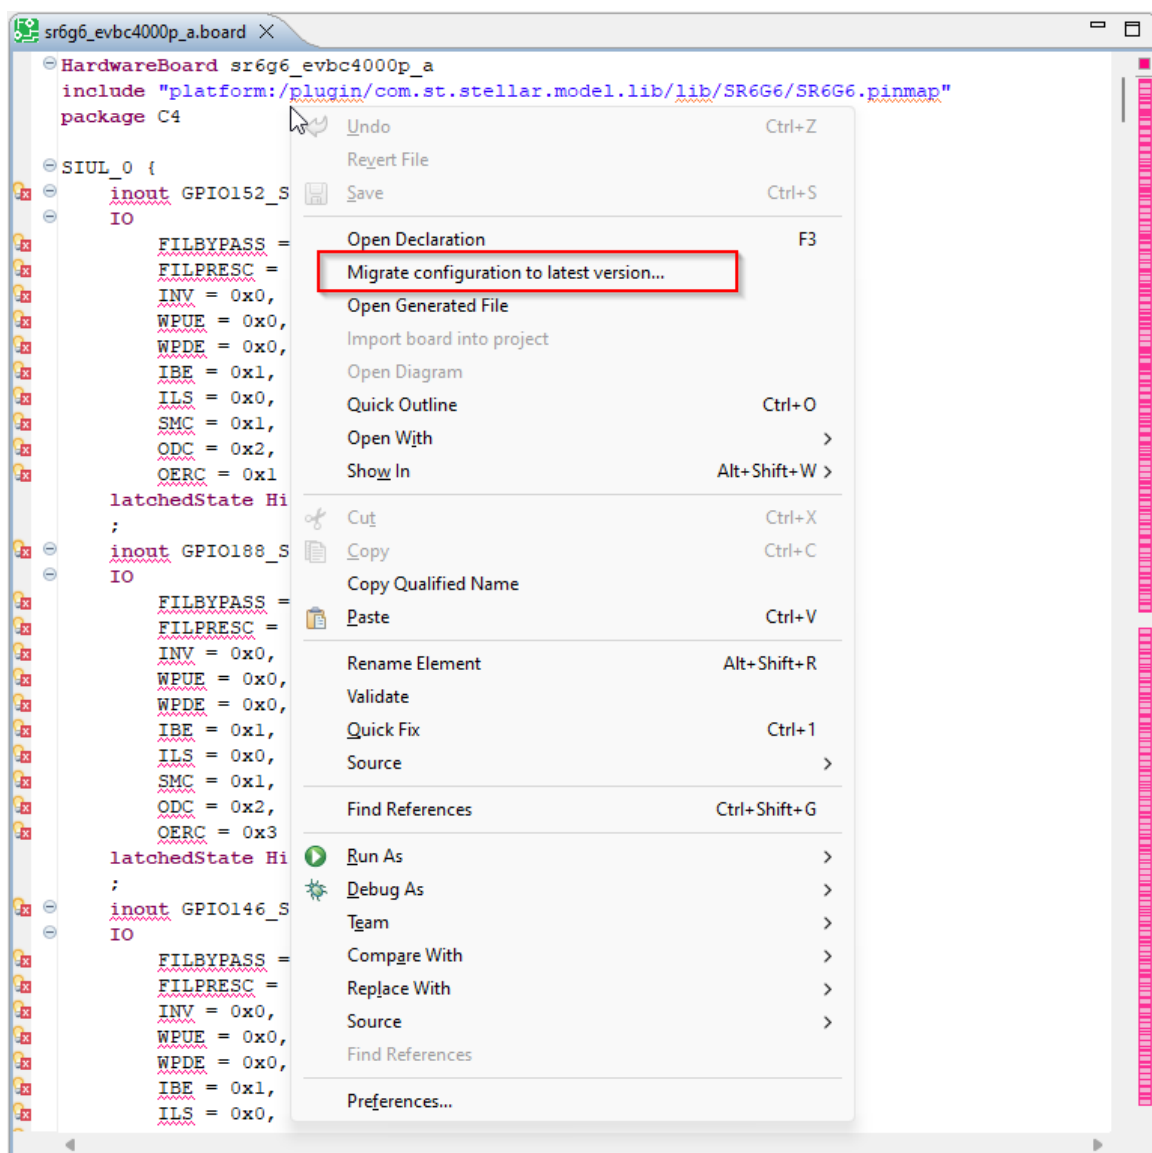 sr6g6_evbc4000p_a.board
HardwareBoard sr6g6_evbc4000p_a
include "platform:/plugin/com.st.stellar.model.lib/lib/SR6G6/SR6G6.pinmap"
package C4
Undo Ctrl+Z
Revert File
SIUL_0 {
inout GPIO152_S
Save Ctrl+S
IO
Open Declaration F3
FILBYPASS =
FILPRESC =
Migrate configuration to latest version...
INV = 0x0,
Open Generated File
WPUE = 0x0,
Import board into project
WPDE = 0x0,
IBE = 0x1,
Open Diagram
ILS = 0x0,
Quick Outline Ctrl+O
SMC = 0x1,
Open With
ODC = 0x2,
OERC = 0x1
Show In Alt+Shift+W
latchedState Hi
Cut Ctrl+X
;
inout GPIO188_S
Copy Ctrl+C
IO
Copy Qualified Name
FILBYPASS =
Paste Ctrl+V
FILPRESC =
INV = 0x0,
Rename Element Alt+Shift+R
WPUE = 0x0,
Validate
WPDE = 0x0,
IBE = 0x1,
Quick Fix Ctrl+1
ILS = 0x0,
Source
SMC = 0x1,
ODC = 0x2,
Find References Ctrl+Shift+G
OERC = 0x3
latchedState Hi
Run As
;
Debug As
inout GPIO146_S
Team
IO
FILBYPASS =
Compare With
FILPRESC =
Replace With
INV = 0x0,
Source
WPUE = 0x0,
WPDE = 0x0,
Find References
IBE = 0x1,
Preferences...
ILS = 0x0,